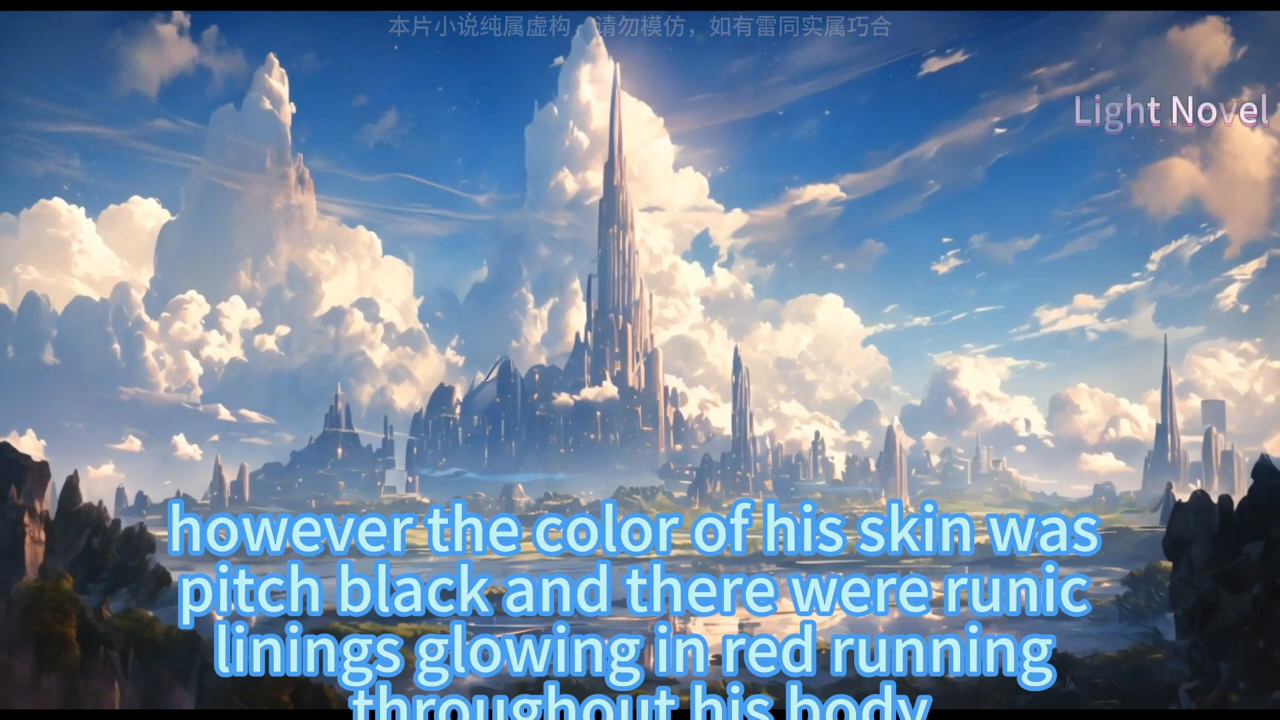 本片小说纯属虚构，请勿模仿，如有雷同实属巧合
Light Novel
however the color of his skin was
pitch black and there were runic
linings glowing in red running
throughout his body